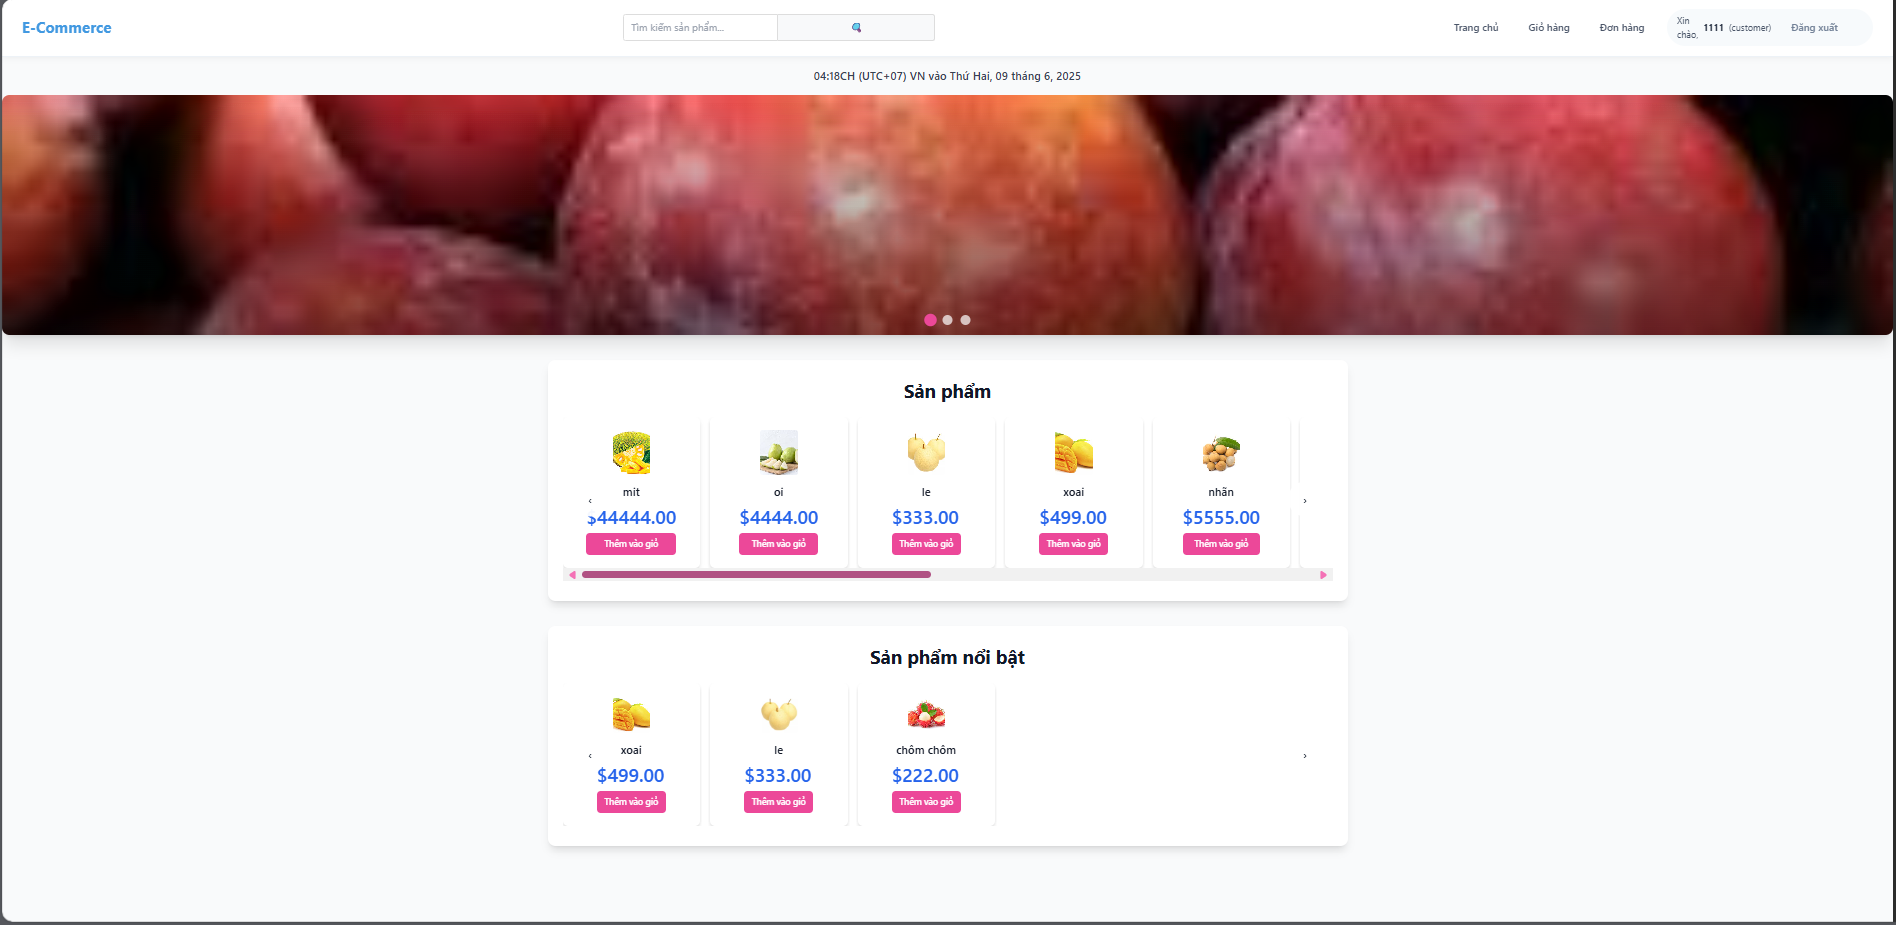 E-Commerce
Tìm kiếm sản phẩm...
Trang chủ
Giỏ hàng
Đơn hàng
Xin chào, 1111 (customer)
Đăng xuất
04:18CH (UTC+07) VN vào Thứ Hai, 09 tháng 6, 2025
Sản phẩm
mit oi le xoai nhãn
$44444.00 $4444.00 $333.00 $499.00 $5555.00
Thêm vào giỏ Thêm vào giỏ Thêm vào giỏ Thêm vào giỏ Thêm vào giỏ
Sản phẩm nổi bật
xoai le chôm chôm
$499.00 $333.00 $222.00
Thêm vào giỏ Thêm vào giỏ Thêm vào giỏ